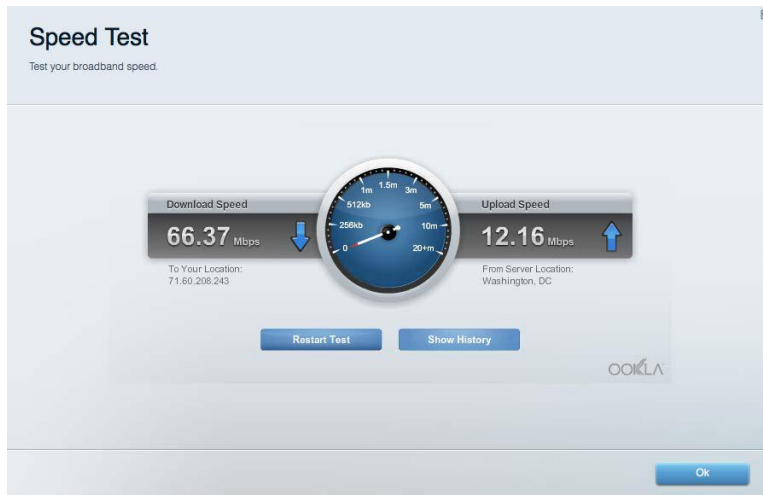 Speed Test
Test your broadband speed.
Download Speed
66.37 Mbps
To Your Location:
71.60.208.243
0
256kb
512kb
1m
1.5m
3m
5m
10m
20+m
Upload Speed
12.16 Mbps
From Server Location:
Washington, DC
Restart Test
Show History
OOKLA
Ok